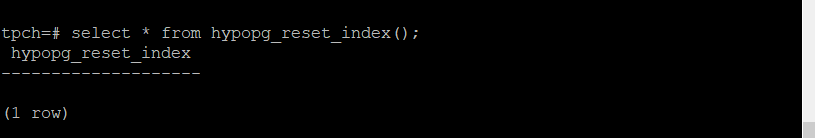 tpch=# select * from hypopg_reset_index();
 hypopg_reset_index
--------------------
(1 row)